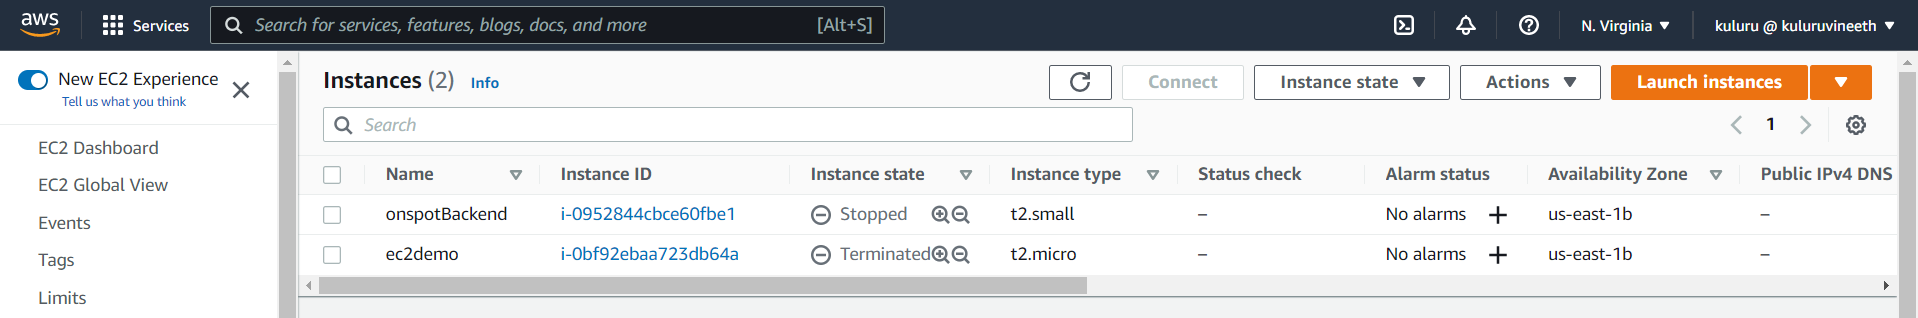 aws
Services
Search for services, features, blogs, docs, and more [Alt+S]
N. Virginia
kuluru @ kuluruvineeth
New EC2 Experience
Tell us what you think
EC2 Dashboard
EC2 Global View
Events
Tags
Limits
Instances (2) Info
Connect
Instance state
Actions
Launch instances
Search
1
Name Instance ID Instance state Instance type Status check Alarm status Availability Zone Public IPv4 DNS
onspotBackend i-0952844cbce60fbe1 Stopped t2.small – No alarms + us-east-1b –
ec2demo i-0bf92ebaa723db64a Terminated t2.micro – No alarms + us-east-1b –